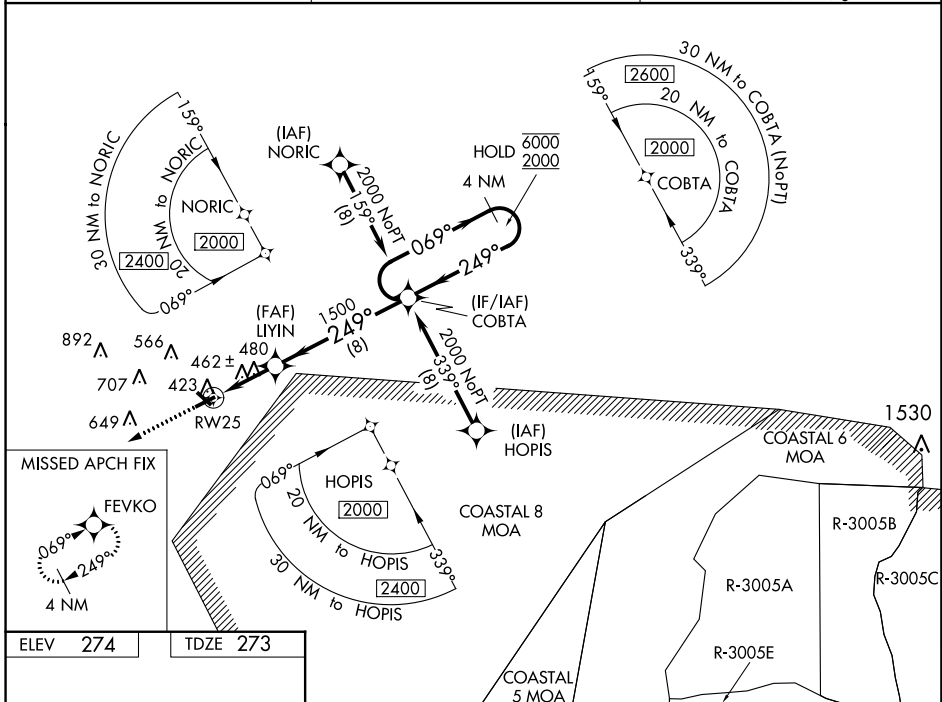 30 NM to COBTA (NoPT)
2600
159°
20 NM to COBTA
2000
COBTA
339°
159°
30 NM to NORIC
20 NM to NORIC
NORIC
2000
2400
069°
(IAF)
NORIC
2000 NoPT
159°
(8)
HOLD 6000
2000
4 NM
069°
249°
(IF/IAF)
COBTA
(FAF)
LIYIN
1500
249°
(8)
2000 NoPT
339°
(8)
(IAF)
HOPIS
892
566
462 ±
480
707
423
649
RW25
1530
COASTAL 6
MOA
MISSED APCH FIX
FEVKO
069°
249°
4 NM
069°
HOPIS
2000
20 NM to HOPIS
30 NM to HOPIS
2400
339°
COASTAL 8
MOA
R-3005B
R-3005A
R-3005C
R-3005E
COASTAL
5 MOA
ELEV 274
TDZE 273